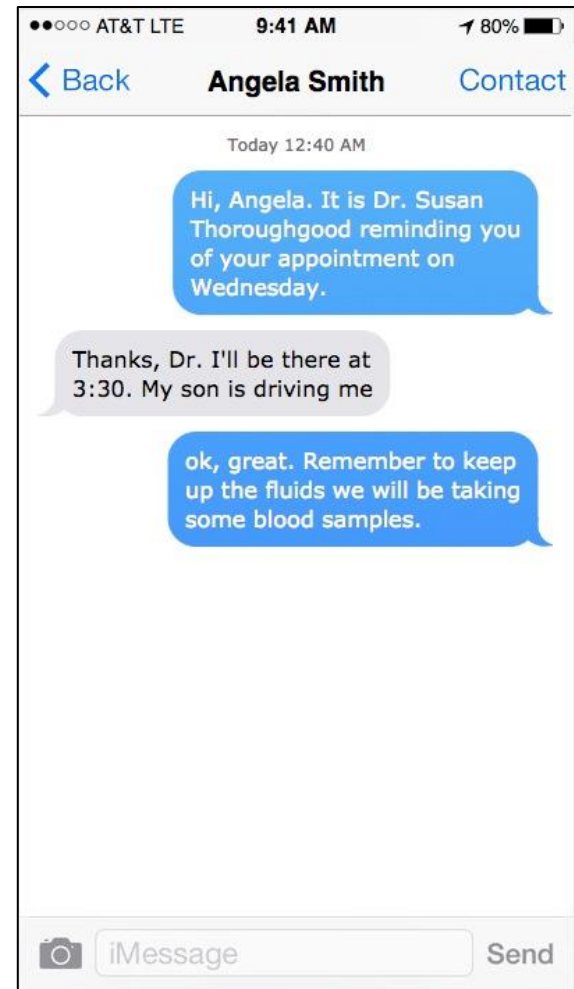 ●●○○○ AT&T LTE 9:41 AM 80%
Back Angela Smith Contact
Today 12:40 AM
Hi, Angela. It is Dr. Susan
Thoroughgood reminding you
of your appointment on
Wednesday.
Thanks, Dr. I'll be there at
3:30. My son is driving me
ok, great. Remember to keep
up the fluids we will be taking
some blood samples.
iMessage Send